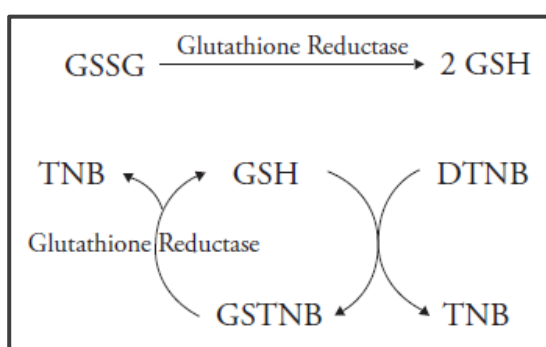 Glutathione Reductase
GSSG 2 GSH
TNB GSH DTNB
Glutathione Reductase
GSTNB TNB